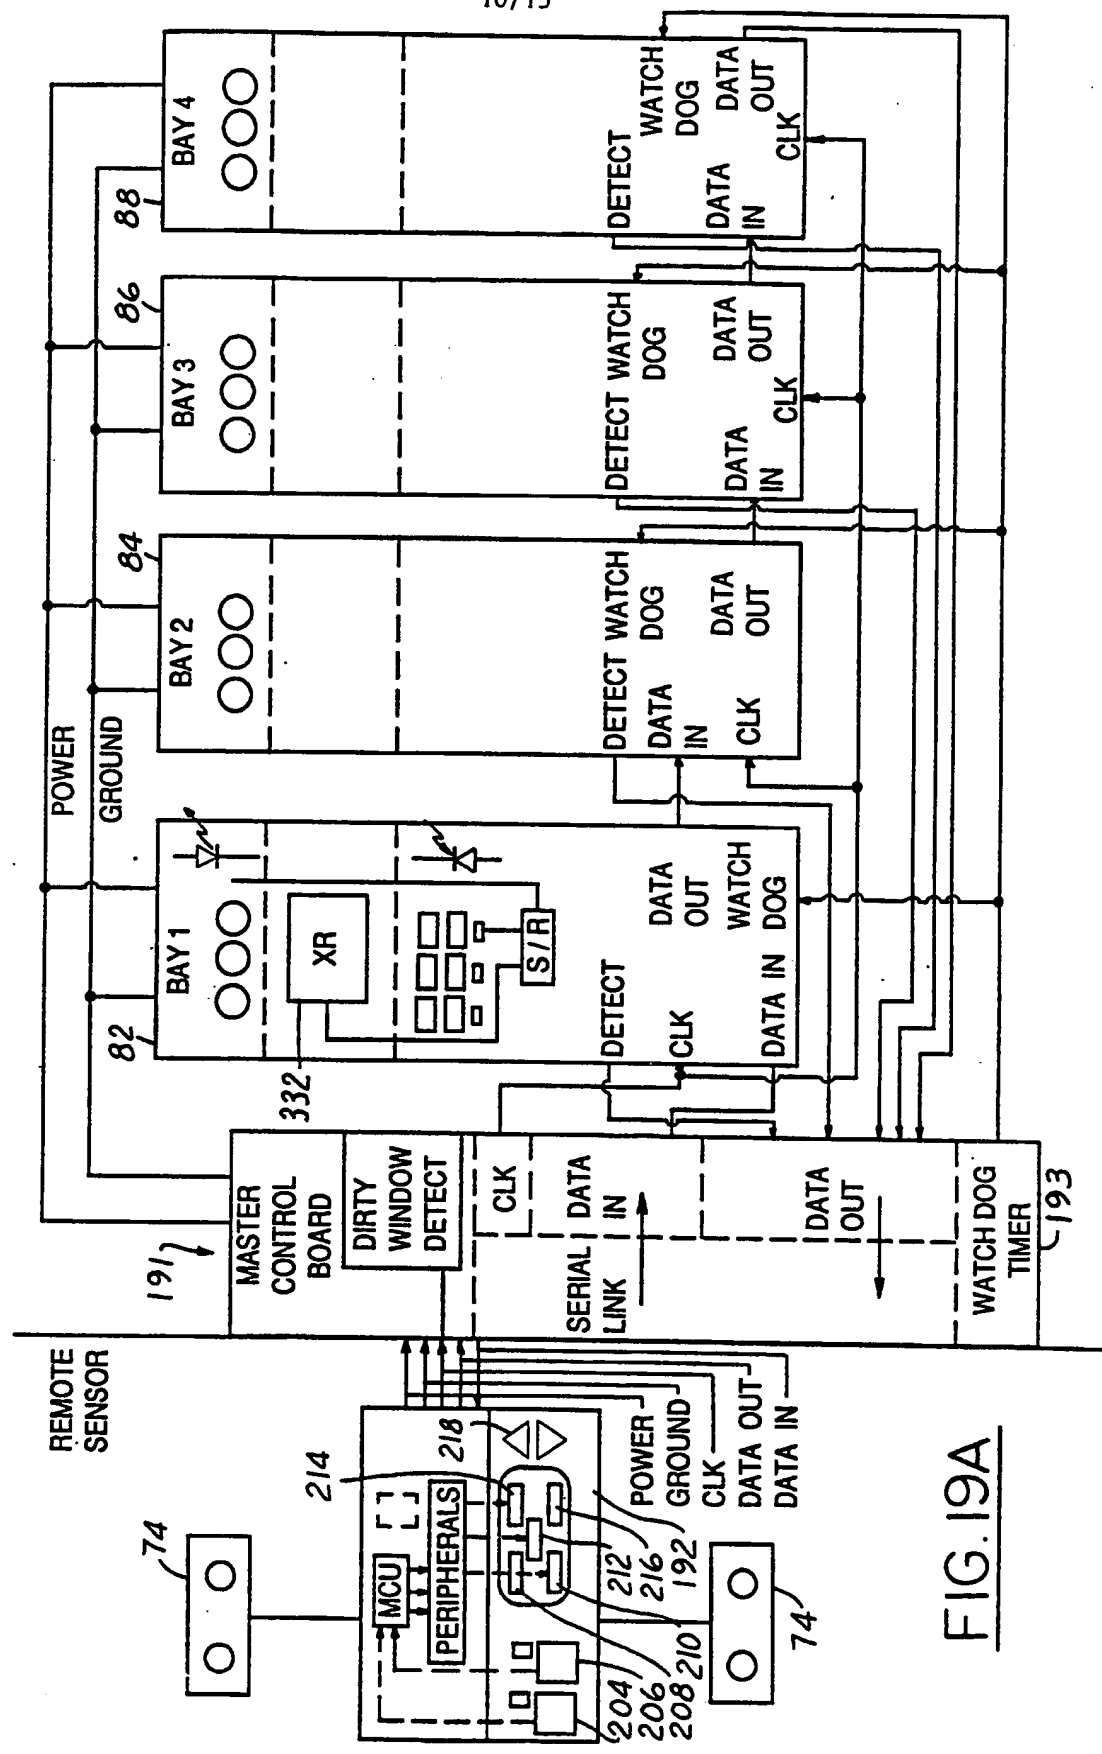 10/15
REMOTE
SENSOR
74
MCU
PERIPHERALS
214
218
204
206
208
210
212
216
192
74
POWER
GROUND
CLK
DATA OUT
DATA IN
191
MASTER
CONTROL
BOARD
DIRTY
WINDOW
DETECT
CLK
SERIAL
LINK
DATA
IN
DATA
OUT
WATCH DOG
TIMER
193
POWER
GROUND
82
BAY 1
332
XR
S/R
DETECT
CLK
DATA IN
DATA
OUT
WATCH
DOG
84
BAY 2
DETECT
WATCH
DOG
DATA
IN
DATA
OUT
CLK
86
BAY 3
DETECT
WATCH
DOG
DATA
IN
DATA
OUT
CLK
88
BAY 4
DETECT
WATCH
DOG
DATA
IN
DATA
OUT
CLK
FIG. 19A